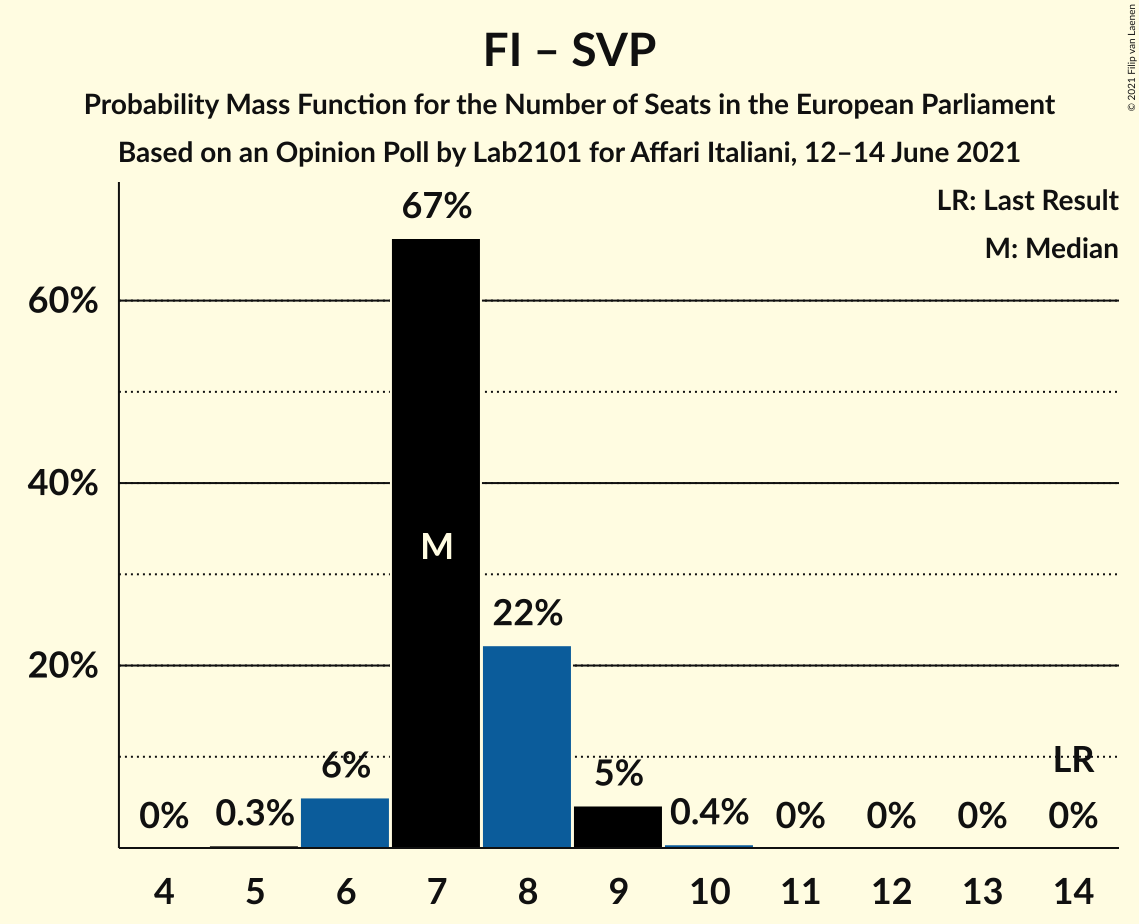 FI – SVP
Probability Mass Function for the Number of Seats in the European Parliament
Based on an Opinion Poll by Lab2101 for Affari Italiani, 12–14 June 2021
© 2021 Filip van Laenen
LR: Last Result
M: Median
60%
40%
20%
0%
0.3%
6%
67%
M
22%
5%
0.4%
0%
0%
0%
LR
0%
4 5 6 7 8 9 10 11 12 13 14